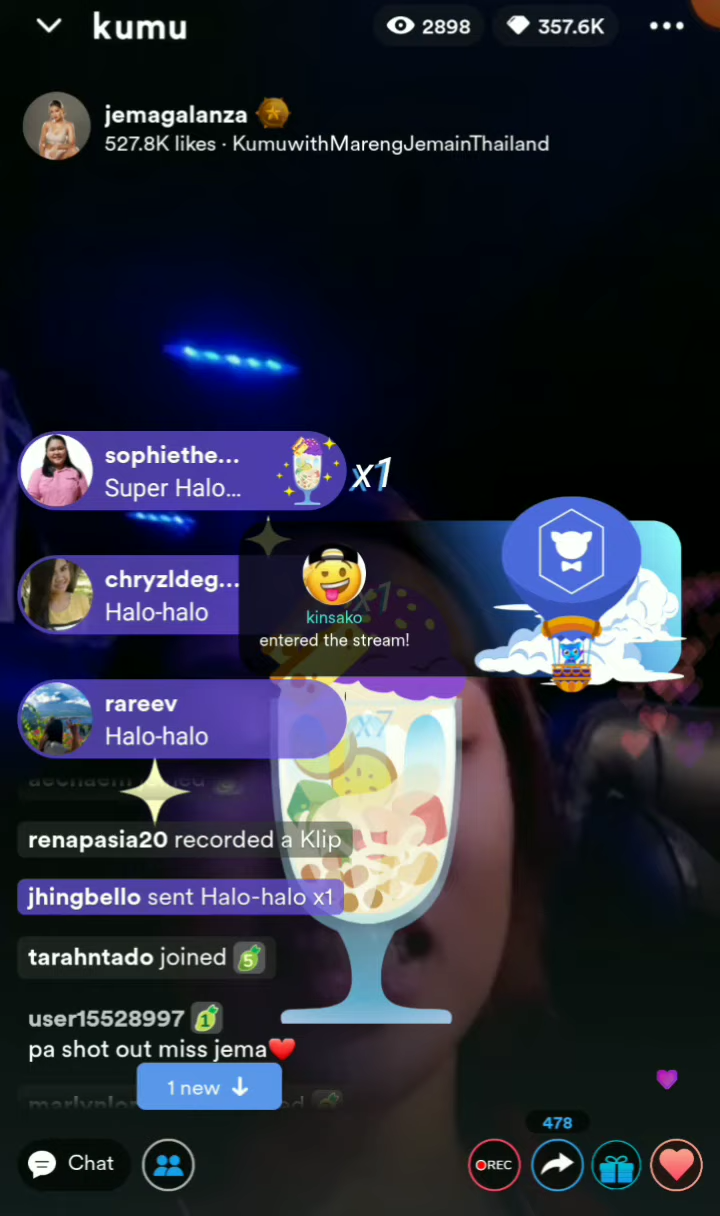 kumu
2898
357.6K
jemagalanza
527.8K likes · KumuwithMarengJemainThailand
sophiethe...
Super Halo...
x1
chryzldeg...
Halo-halo
x1
kinsako
entered the stream!
rareev
Halo-halo
x7
renapasia20 recorded a Klip
jhingbello sent Halo-halo x1
tarahntado joined 5
user15528997 1
pa shot out miss jema❤️
1 new ↓
478
Chat
REC